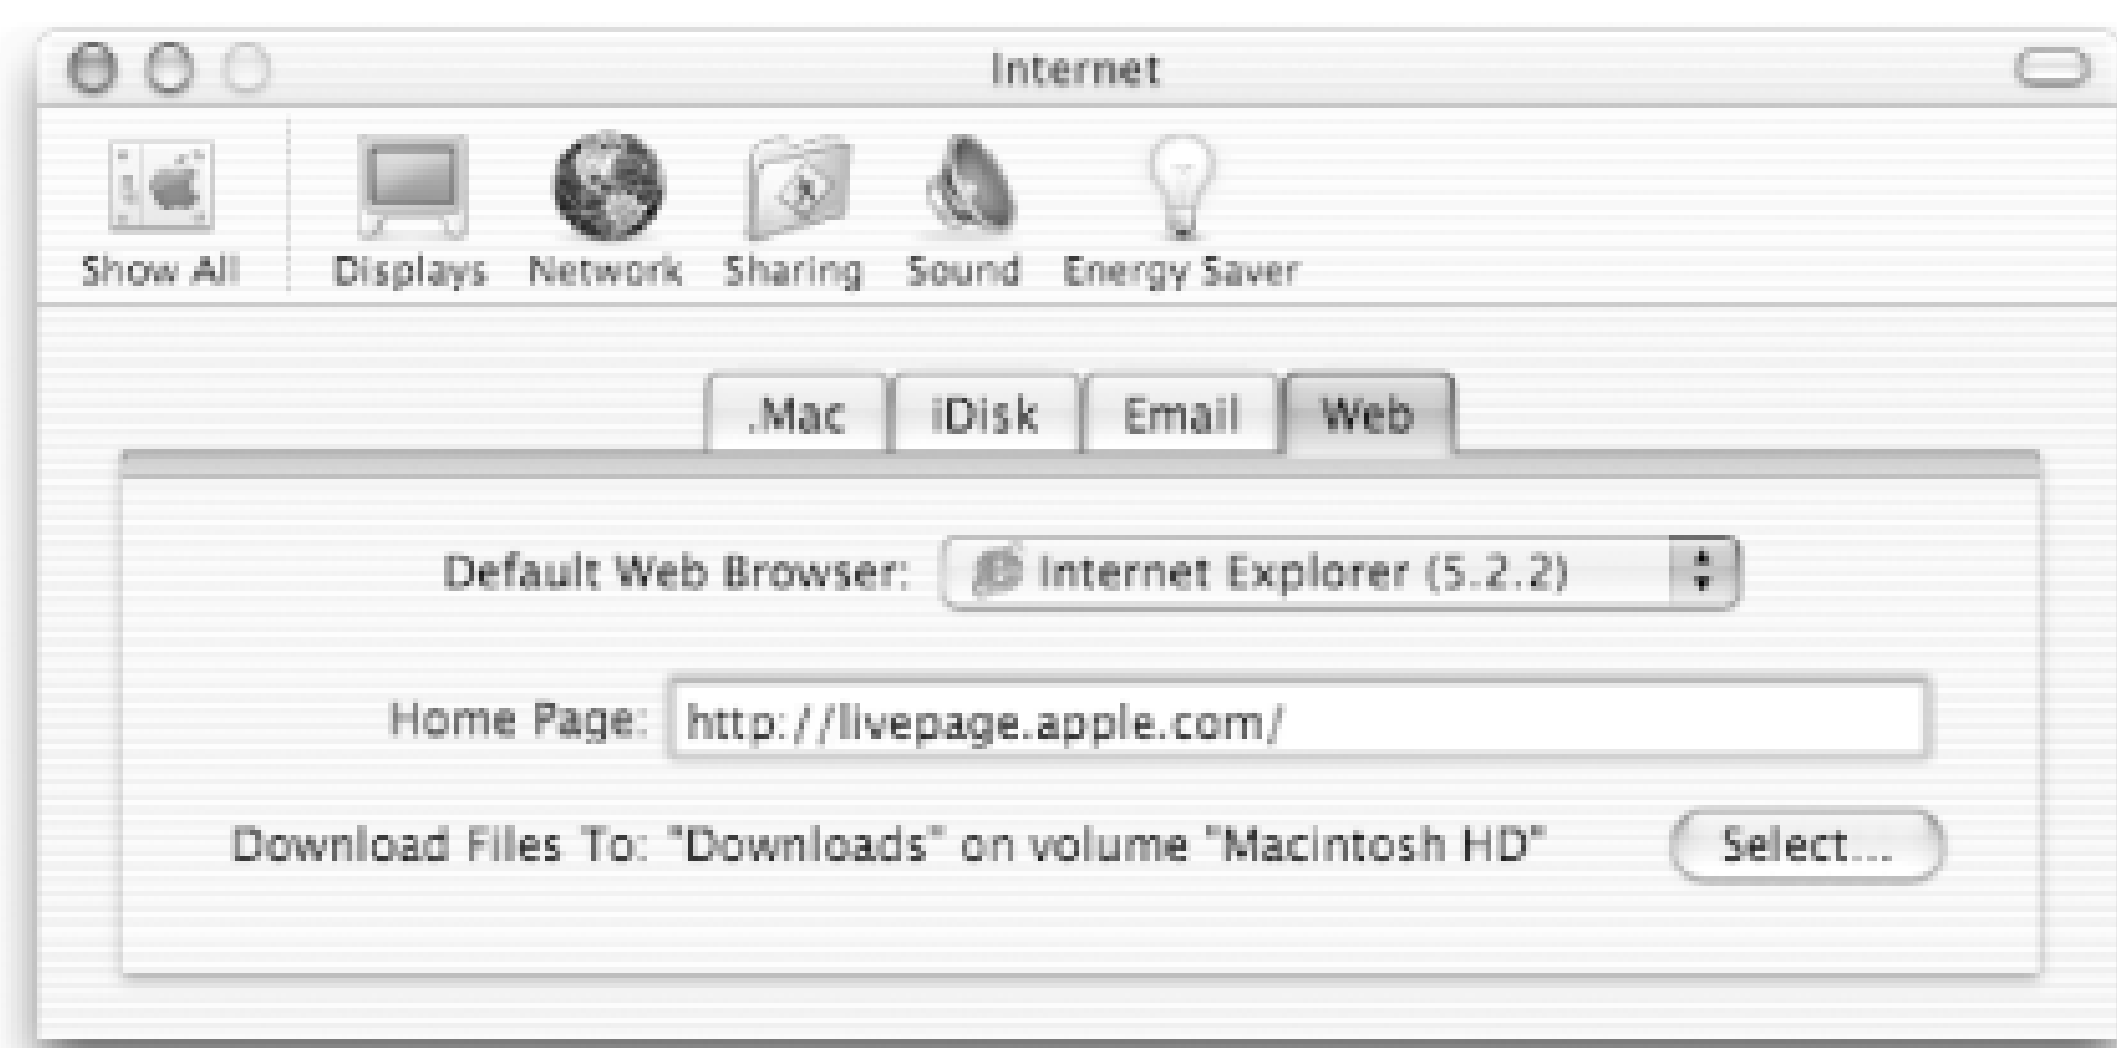 Internet
Show All Displays Network Sharing Sound Energy Saver
.Mac iDisk Email Web
Default Web Browser: Internet Explorer (5.2.2)
Home Page: http://livepage.apple.com/
Download Files To: "Downloads" on volume "Macintosh HD" Select...